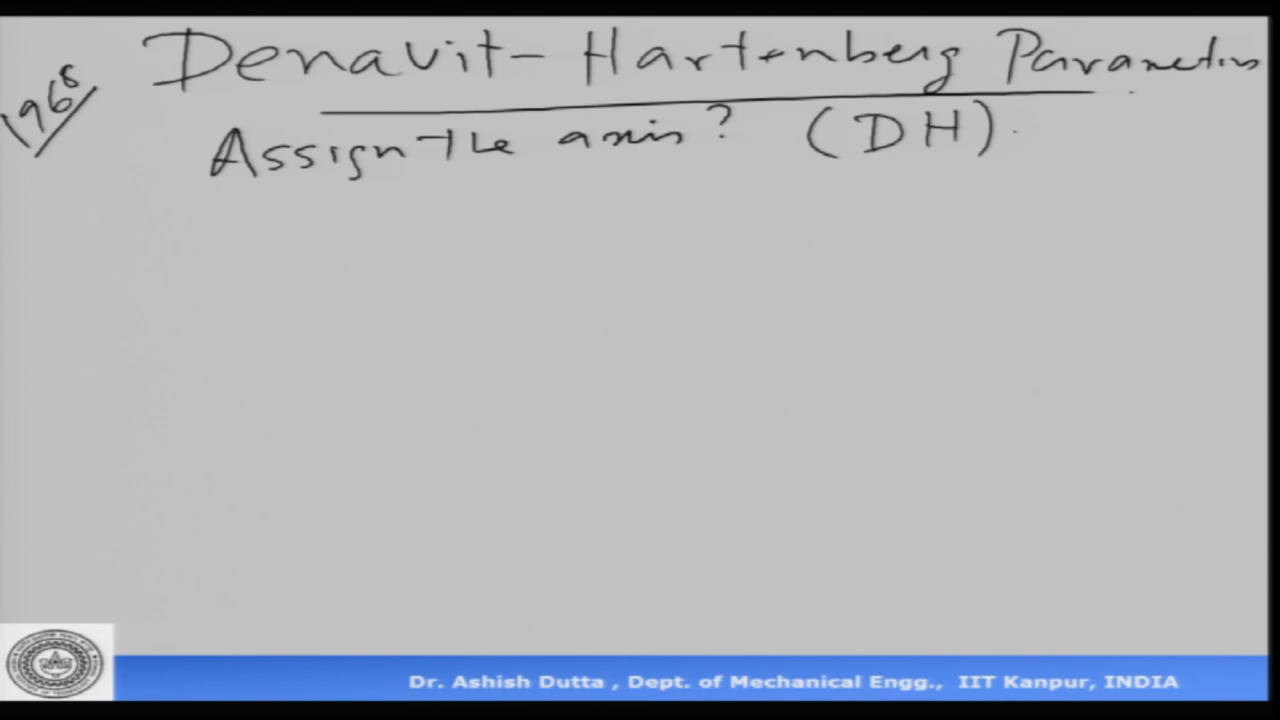 Denavit - Hartenberg Parameters
1968
Assign the axis? (DH).
Dr. Ashish Dutta , Dept. of Mechanical Engg., IIT Kanpur, INDIA